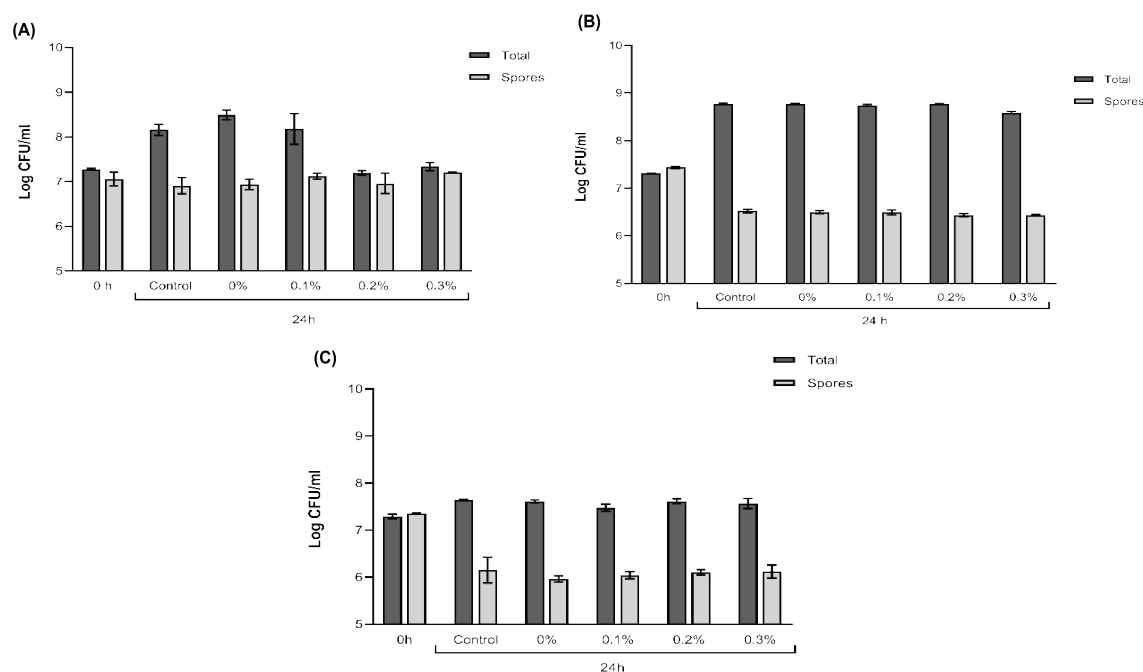 (A)
Total
Spores
Log CFU/ml
10
9
8
7
6
5
0 h Control 0% 0.1% 0.2% 0.3%
24h
(B)
Total
Spores
Log CFU/ml
10
9
8
7
6
5
0h Control 0% 0.1% 0.2% 0.3%
24 h
(C)
Total
Spores
Log CFU/ml
10
9
8
7
6
5
0h Control 0% 0.1% 0.2% 0.3%
24h